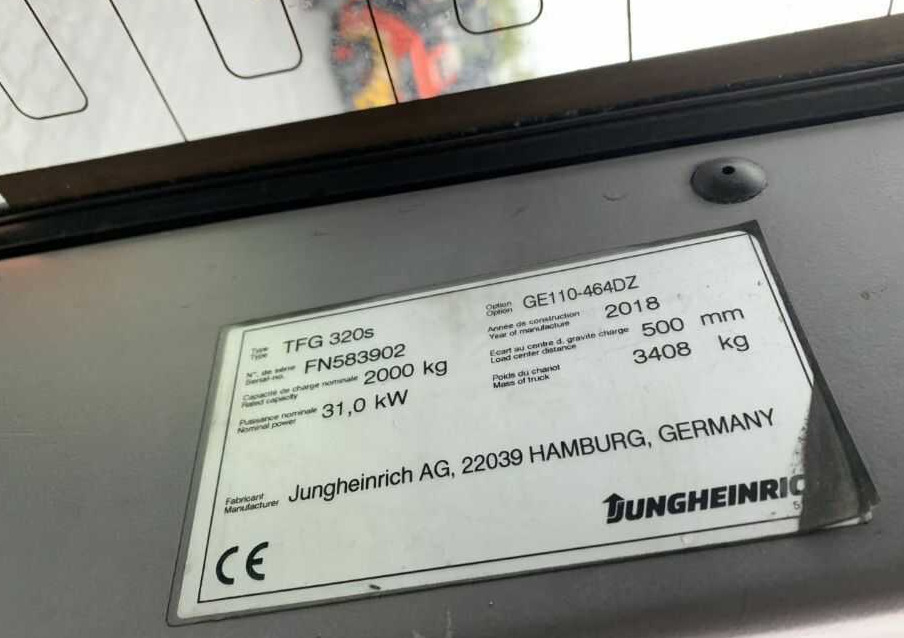 Type
Type TFG 320s
N°. de série
Serial-no. FN583902
Capacité de charge nominale
Rated capacity 2000 kg
Puissance nominale
Nominal power 31,0 kW
Option
Option GE110-464DZ
Année de construction
Year of manufacture 2018
Ecart au centre d. gravite charge
Load center distance 500 mm
Poids du chariot
Mass of truck 3408 kg
Fabricant
Manufacturer Jungheinrich AG, 22039 HAMBURG, GERMANY
JUNGHEINRIC
CE